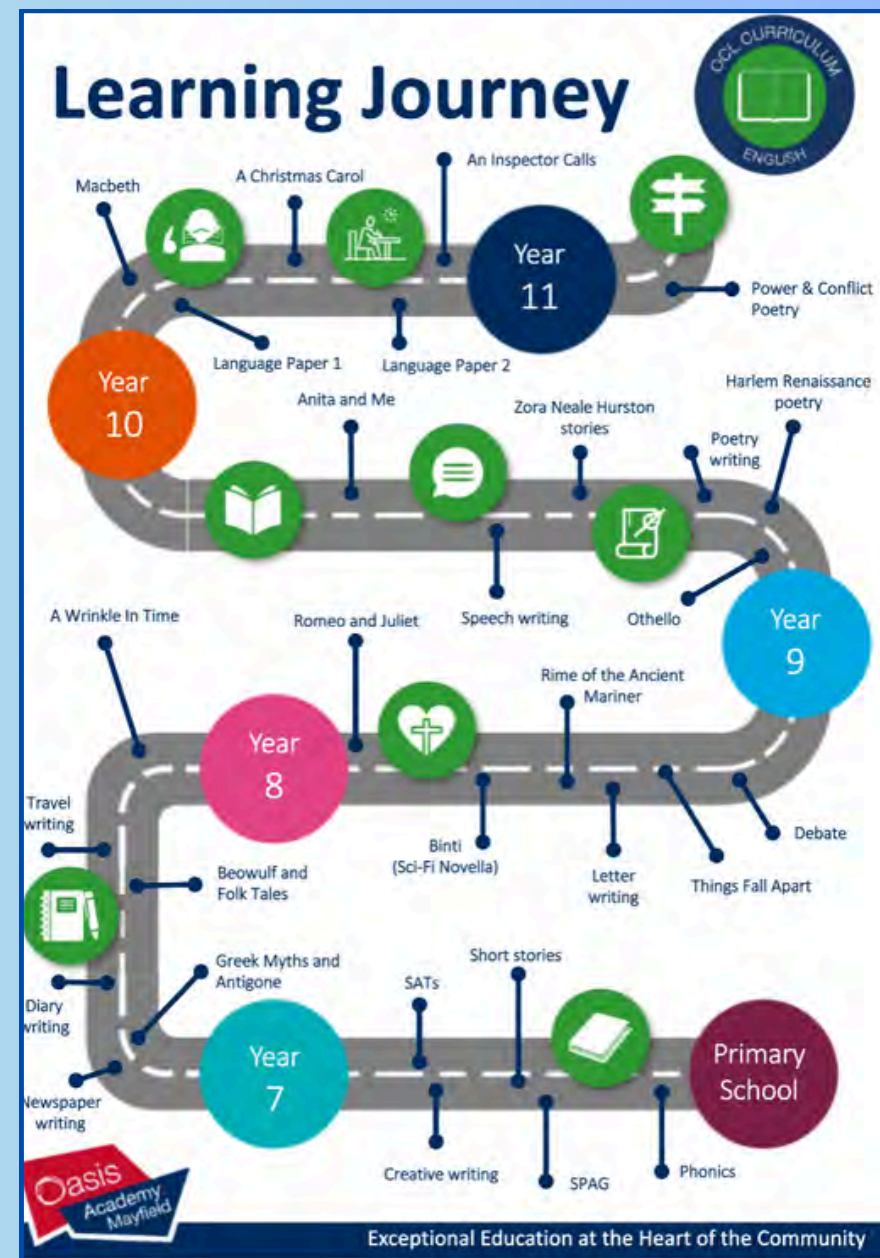 Learning Journey
OCL CURRICULUM
ENGLISH
An Inspector Calls
A Christmas Carol
Macbeth
Year
11
Power & Conflict
Poetry
Language Paper 1
Language Paper 2
Year
10
Anita and Me
Zora Neale Hurston
stories
Harlem Renaissance
poetry
Poetry
writing
Speech writing
Othello
Year
9
A Wrinkle In Time
Romeo and Juliet
Rime of the Ancient
Mariner
Year
8
Travel
writing
Binti
(Sci-Fi Novella)
Letter
writing
Things Fall Apart
Debate
Beowulf and
Folk Tales
Greek Myths and
Antigone
Short stories
SATs
Diary
writing
Year
7
Primary
School
Newspaper
writing
Creative writing
SPAG
Phonics
Oasis
Academy
Mayfield
Exceptional Education at the Heart of the Community